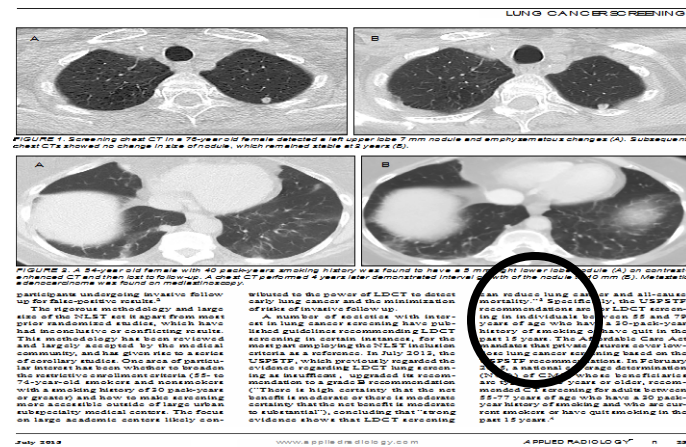 LUNG CANCER SCREENING
A
B
FIGURE 1. Screening chest CT in a 76-year old female detected a left upper lobe 7 mm nodule and emphysematous changes (A). Subsequent
chest CTs showed no change in size of nodule, which remained stable at 3 years (B).
A
B
FIGURE 2. A 54-year old female with 40 pack-years smoking history was found to have a 5 mm right lower lobe nodule (A) on contrast
enhanced CT and then lost to follow-up. A chest CT performed 4 years later demonstrated interval growth of the nodule to 40 mm (B). Metastatic
adenocarcinoma was found on mediastinoscopy.
participants undergoing invasive follow
up for false-positive results.
The rigorous methodology and large
size of the NLST set it apart from most
prior randomized studies, which have
had inconclusive or conflicting results.
This methodology has been reviewed
and largely accepted by the medical
community, and has given rise to a series
of corollary studies. One area of particu-
lar interest has been whether to broaden
the restrictive enrollment criteria (55- to
74-year-old smokers and nonsmokers
with a smoking history of 30 pack-years
or greater) and how to make screening
more accessible outside of large urban
subspecialty medical centers. The focus
on large academic centers likely con-
tributed to the power of LDCT to detect
early lung cancer and the minimization
of risks of invasive follow up.
A number of societies with inter-
est in lung cancer screening have pub-
lished guidelines recommending LDCT
screening in certain instances, for the
most part employing the NLST inclusion
criteria as a reference. In July 2013, the
USPSTF, which previously regarded the
evidence regarding LDCT lung screen-
ing as insufficient, upgraded its recom-
mendation to a grade B recommendation
("There is high certainty that the net
benefit is moderate or there is moderate
certainty that the net benefit is moderate
to substantial"), concluding that "strong
evidence shows that LDCT screening
can reduce lung cancer and all-cause
mortality." Specifically, the USPSTF
recommendations are for LDCT screen-
ing in individuals between 55 and 79
years of age who have a 30-pack-year
history of smoking or have quit in the
past 15 years. The Affordable Care Act
mandates that private insurers cover low-
dose lung cancer screening based on the
USPSTF recommendations. In February
a national coverage determination
of CMS, whose beneficiaries
are years or older, recom-
mended CT screening for adults between
55-77 years of age who have a 30 pack-
year history of smoking and who are cur-
rent smokers or have quit smoking in the
past 15 years.
July 2015
www.appliedradiology.com
APPLIED RADIOLOGY